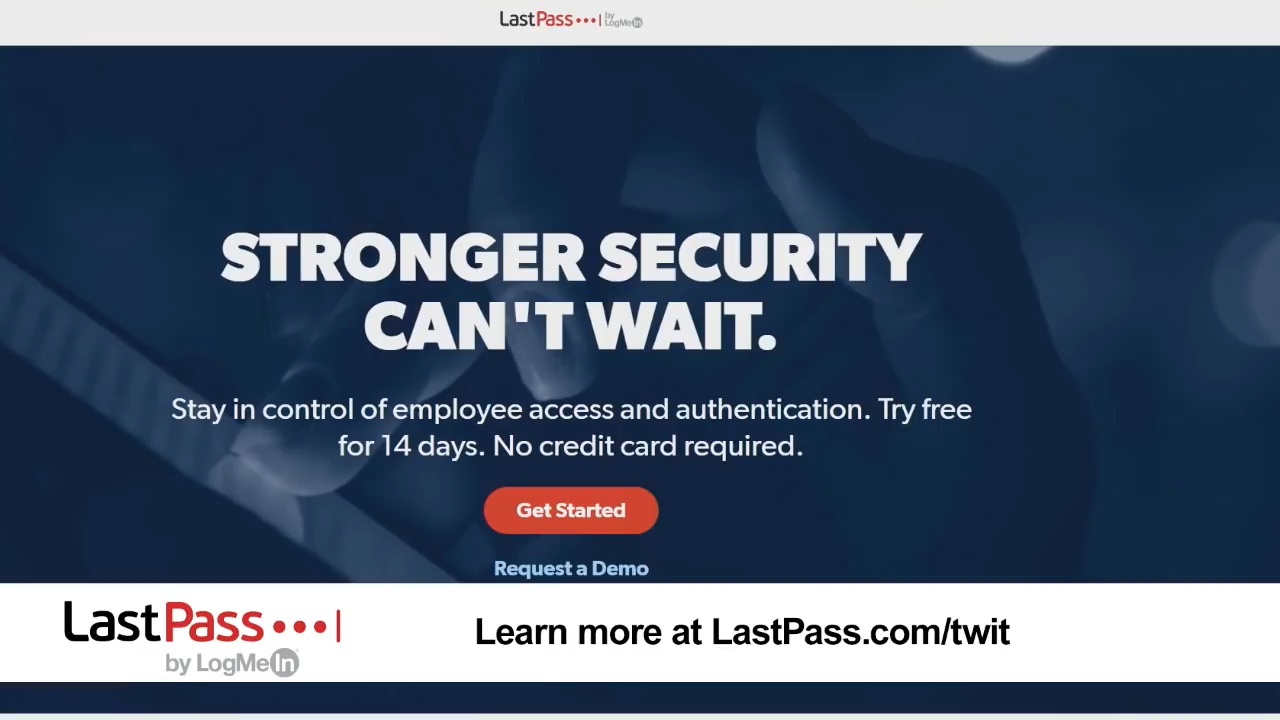 LastPass•••| by LogMeIn
STRONGER SECURITY
CAN'T WAIT.
Stay in control of employee access and authentication. Try free
for 14 days. No credit card required.
Get Started
Request a Demo
LastPass•••|
by LogMeIn
Learn more at LastPass.com/twit